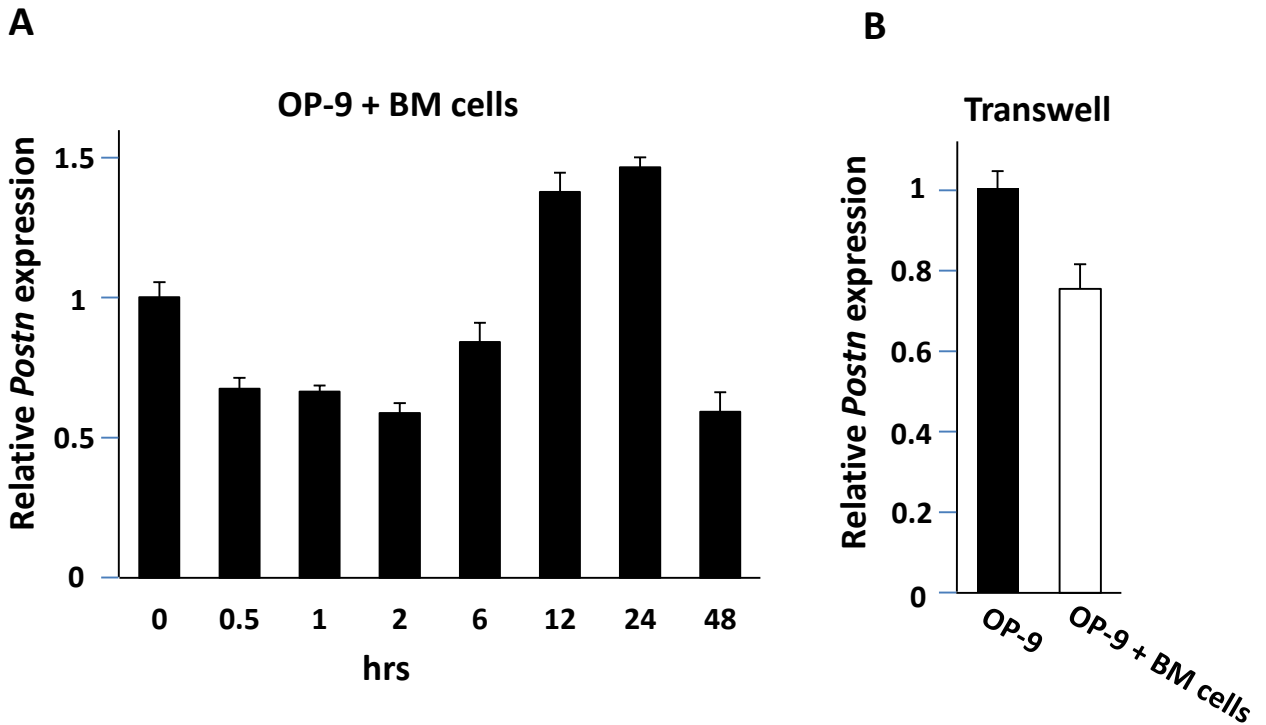 A
OP-9 + BM cells
Relative Postn expression
1.5
1
0.5
0
0 0.5 1 2 6 12 24 48
hrs
B
Transwell
Relative Postn expression
1
0.8
0.6
0.4
0.2
0
OP-9
OP-9 + BM cells